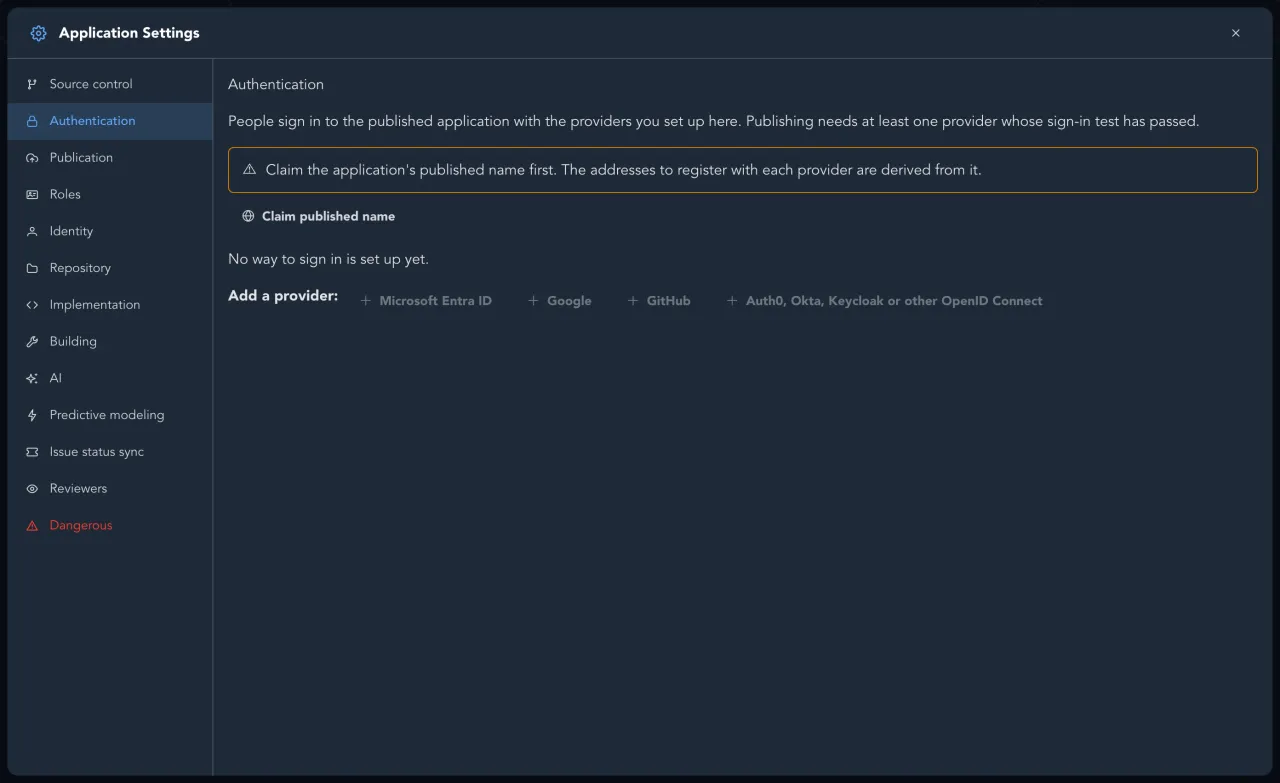 Application Settings
Source control
Authentication
Publication
Roles
Identity
Repository
Implementation
Building
AI
Predictive modeling
Issue status sync
Reviewers
Dangerous
Authentication
People sign in to the published application with the providers you set up here. Publishing needs at least one provider whose sign-in test has passed.
Claim the application's published name first. The addresses to register with each provider are derived from it.
Claim published name
No way to sign in is set up yet.
Add a provider: + Microsoft Entra ID + Google + GitHub + Auth0, Okta, Keycloak or other OpenID Connect